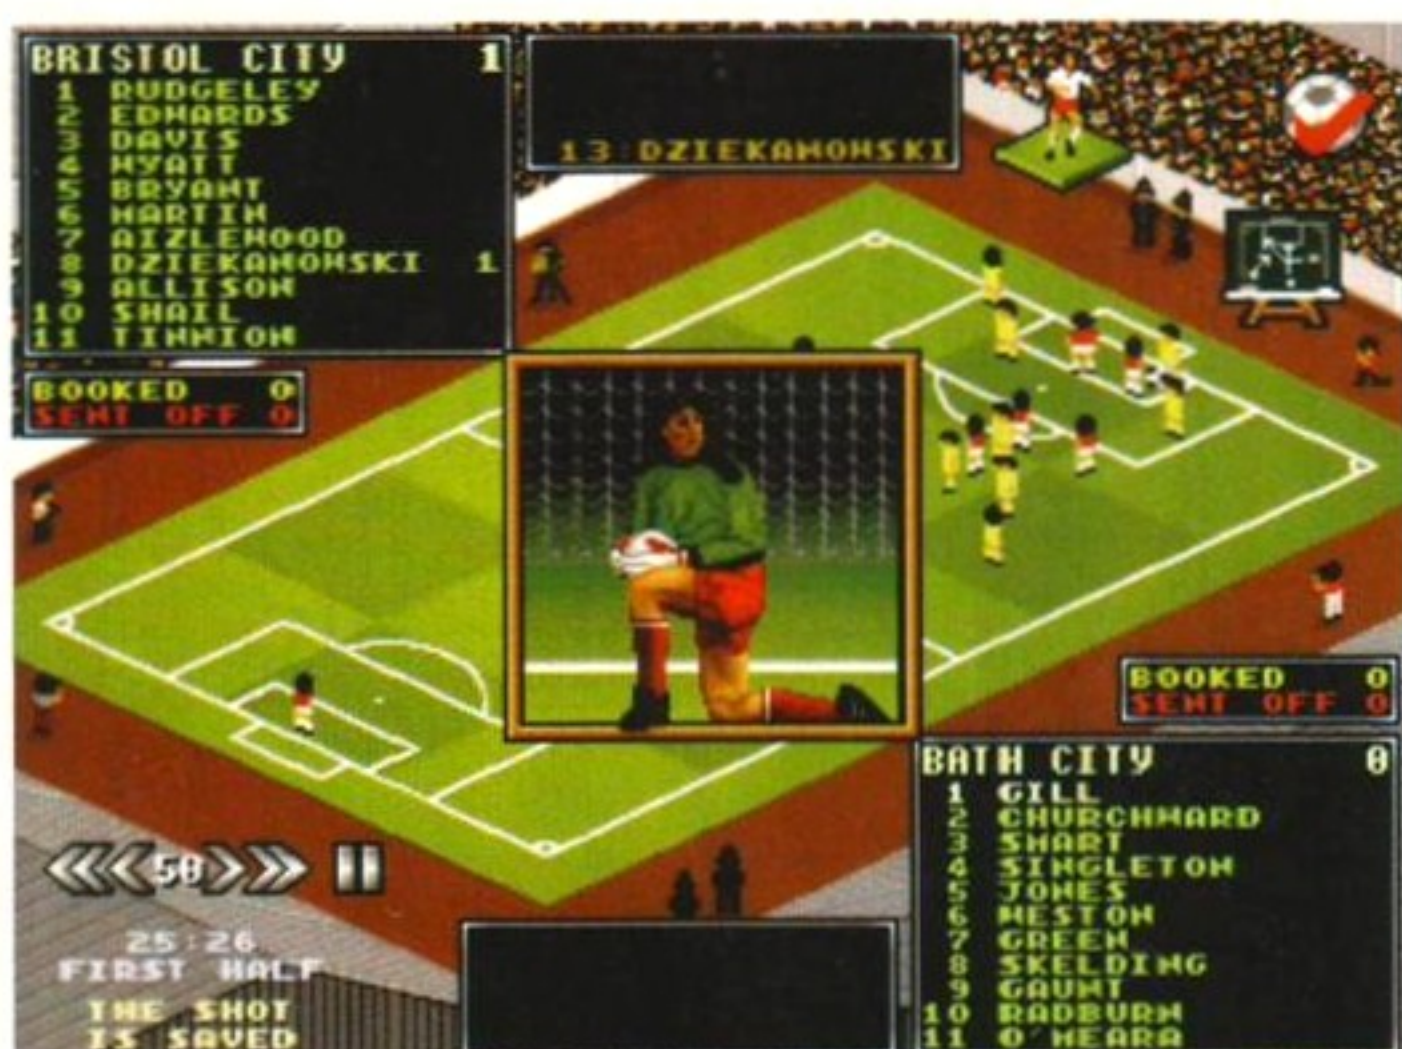 BRISTOL CITY 1
1 RUDGELEY
2 EDWARDS
3 DAVIS
4 WYATT
5 BRYANT
6 MARTIN
7 AIZLEWOOD
8 DZIEKANOWSKI 1
9 ALLISON
10 SHAIL
11 TINNION
BOOKED 0
SENT OFF 0
13 DZIEKANOWSKI
BOOKED 0
SENT OFF 0
BATH CITY 0
1 GILL
2 CHURCHWARD
3 SMART
4 SINGLETON
5 JONES
6 WESTON
7 GREEN
8 SKELDING
9 GAUNT
10 RADBURN
11 O'MEARA
50
25:26
FIRST HALF
THE SHOT
IS SAVED